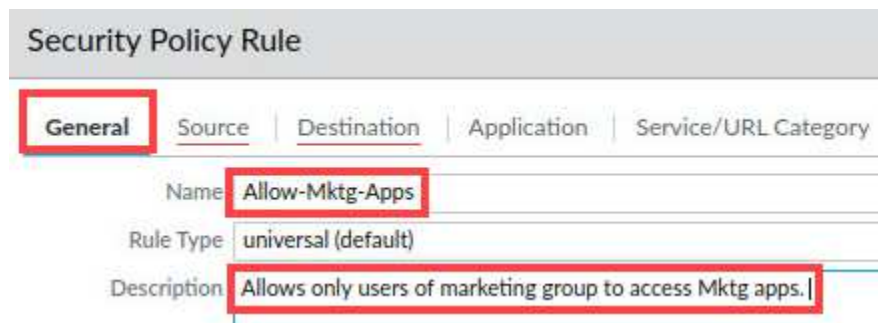 Security Policy Rule
General Source Destination Application Service/URL Category
Name Allow-Mktg-Apps
Rule Type universal (default)
Description Allows only users of marketing group to access Mktg apps.